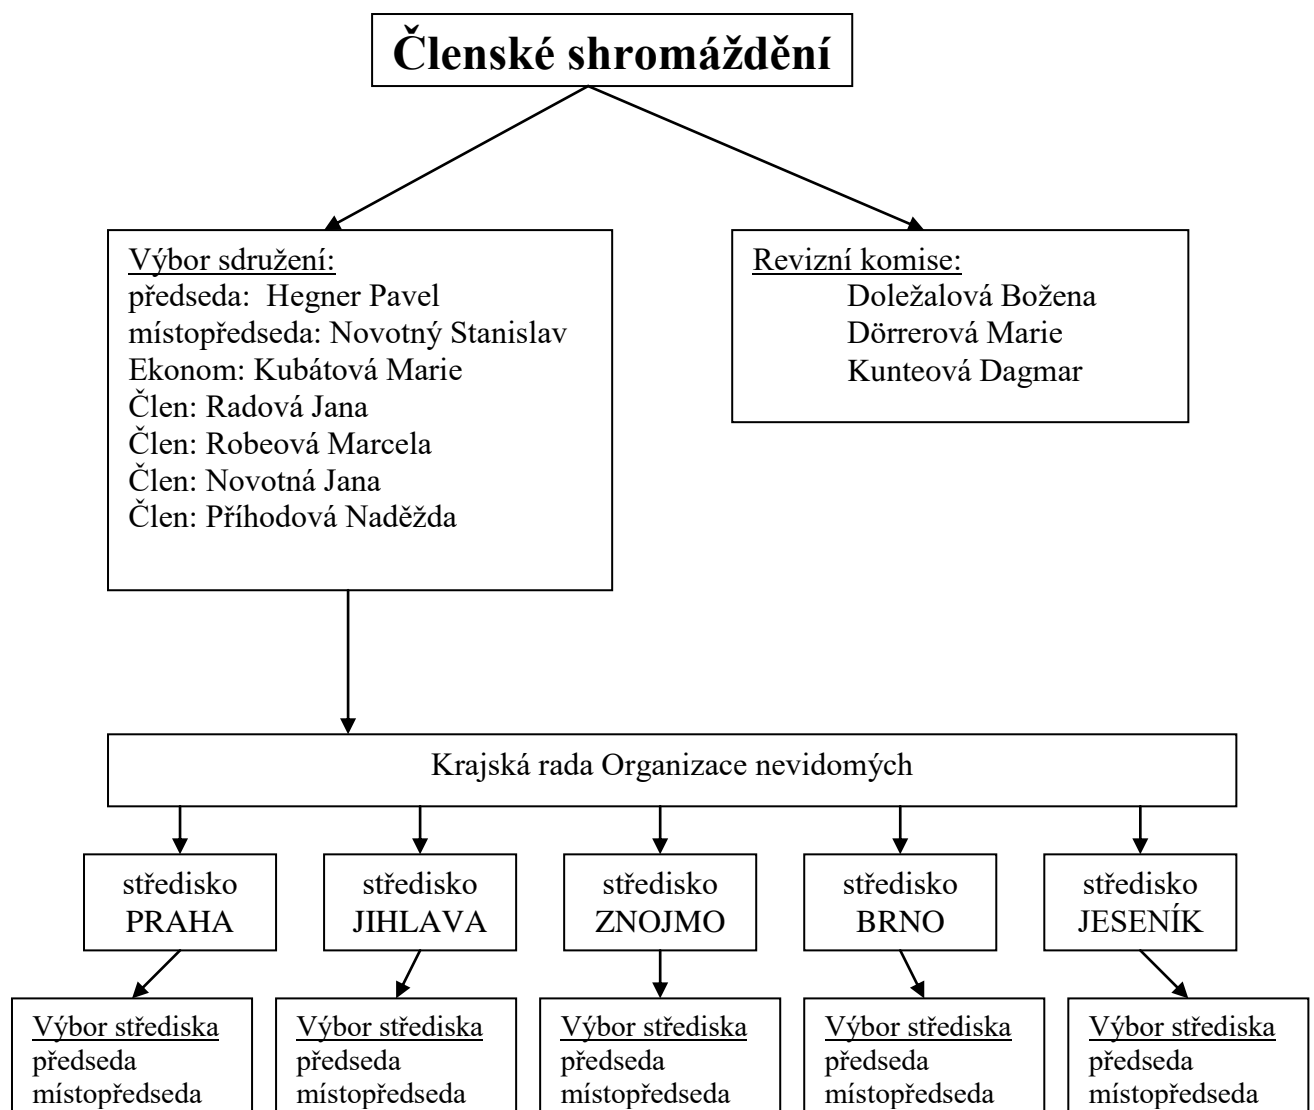 Členské shromáždění
Výbor sdružení:
předseda:  Hegner Pavel
místopředseda: Novotný Stanislav
Ekonom: Kubátová Marie
Člen: Radová Jana
Člen: Robeová Marcela
Člen: Novotná Jana
Člen: Příhodová Naděžda
Revizní komise:
Doležalová Božena
Dörrerová Marie
Kunteová Dagmar
Krajská rada Organizace nevidomých
středisko
PRAHA
středisko
JIHLAVA
středisko
ZNOJMO
středisko
BRNO
středisko
JESENÍK
Výbor střediska
předseda
místopředseda
Výbor střediska
předseda
místopředseda
Výbor střediska
předseda
místopředseda
Výbor střediska
předseda
místopředseda
Výbor střediska
předseda
místopředseda